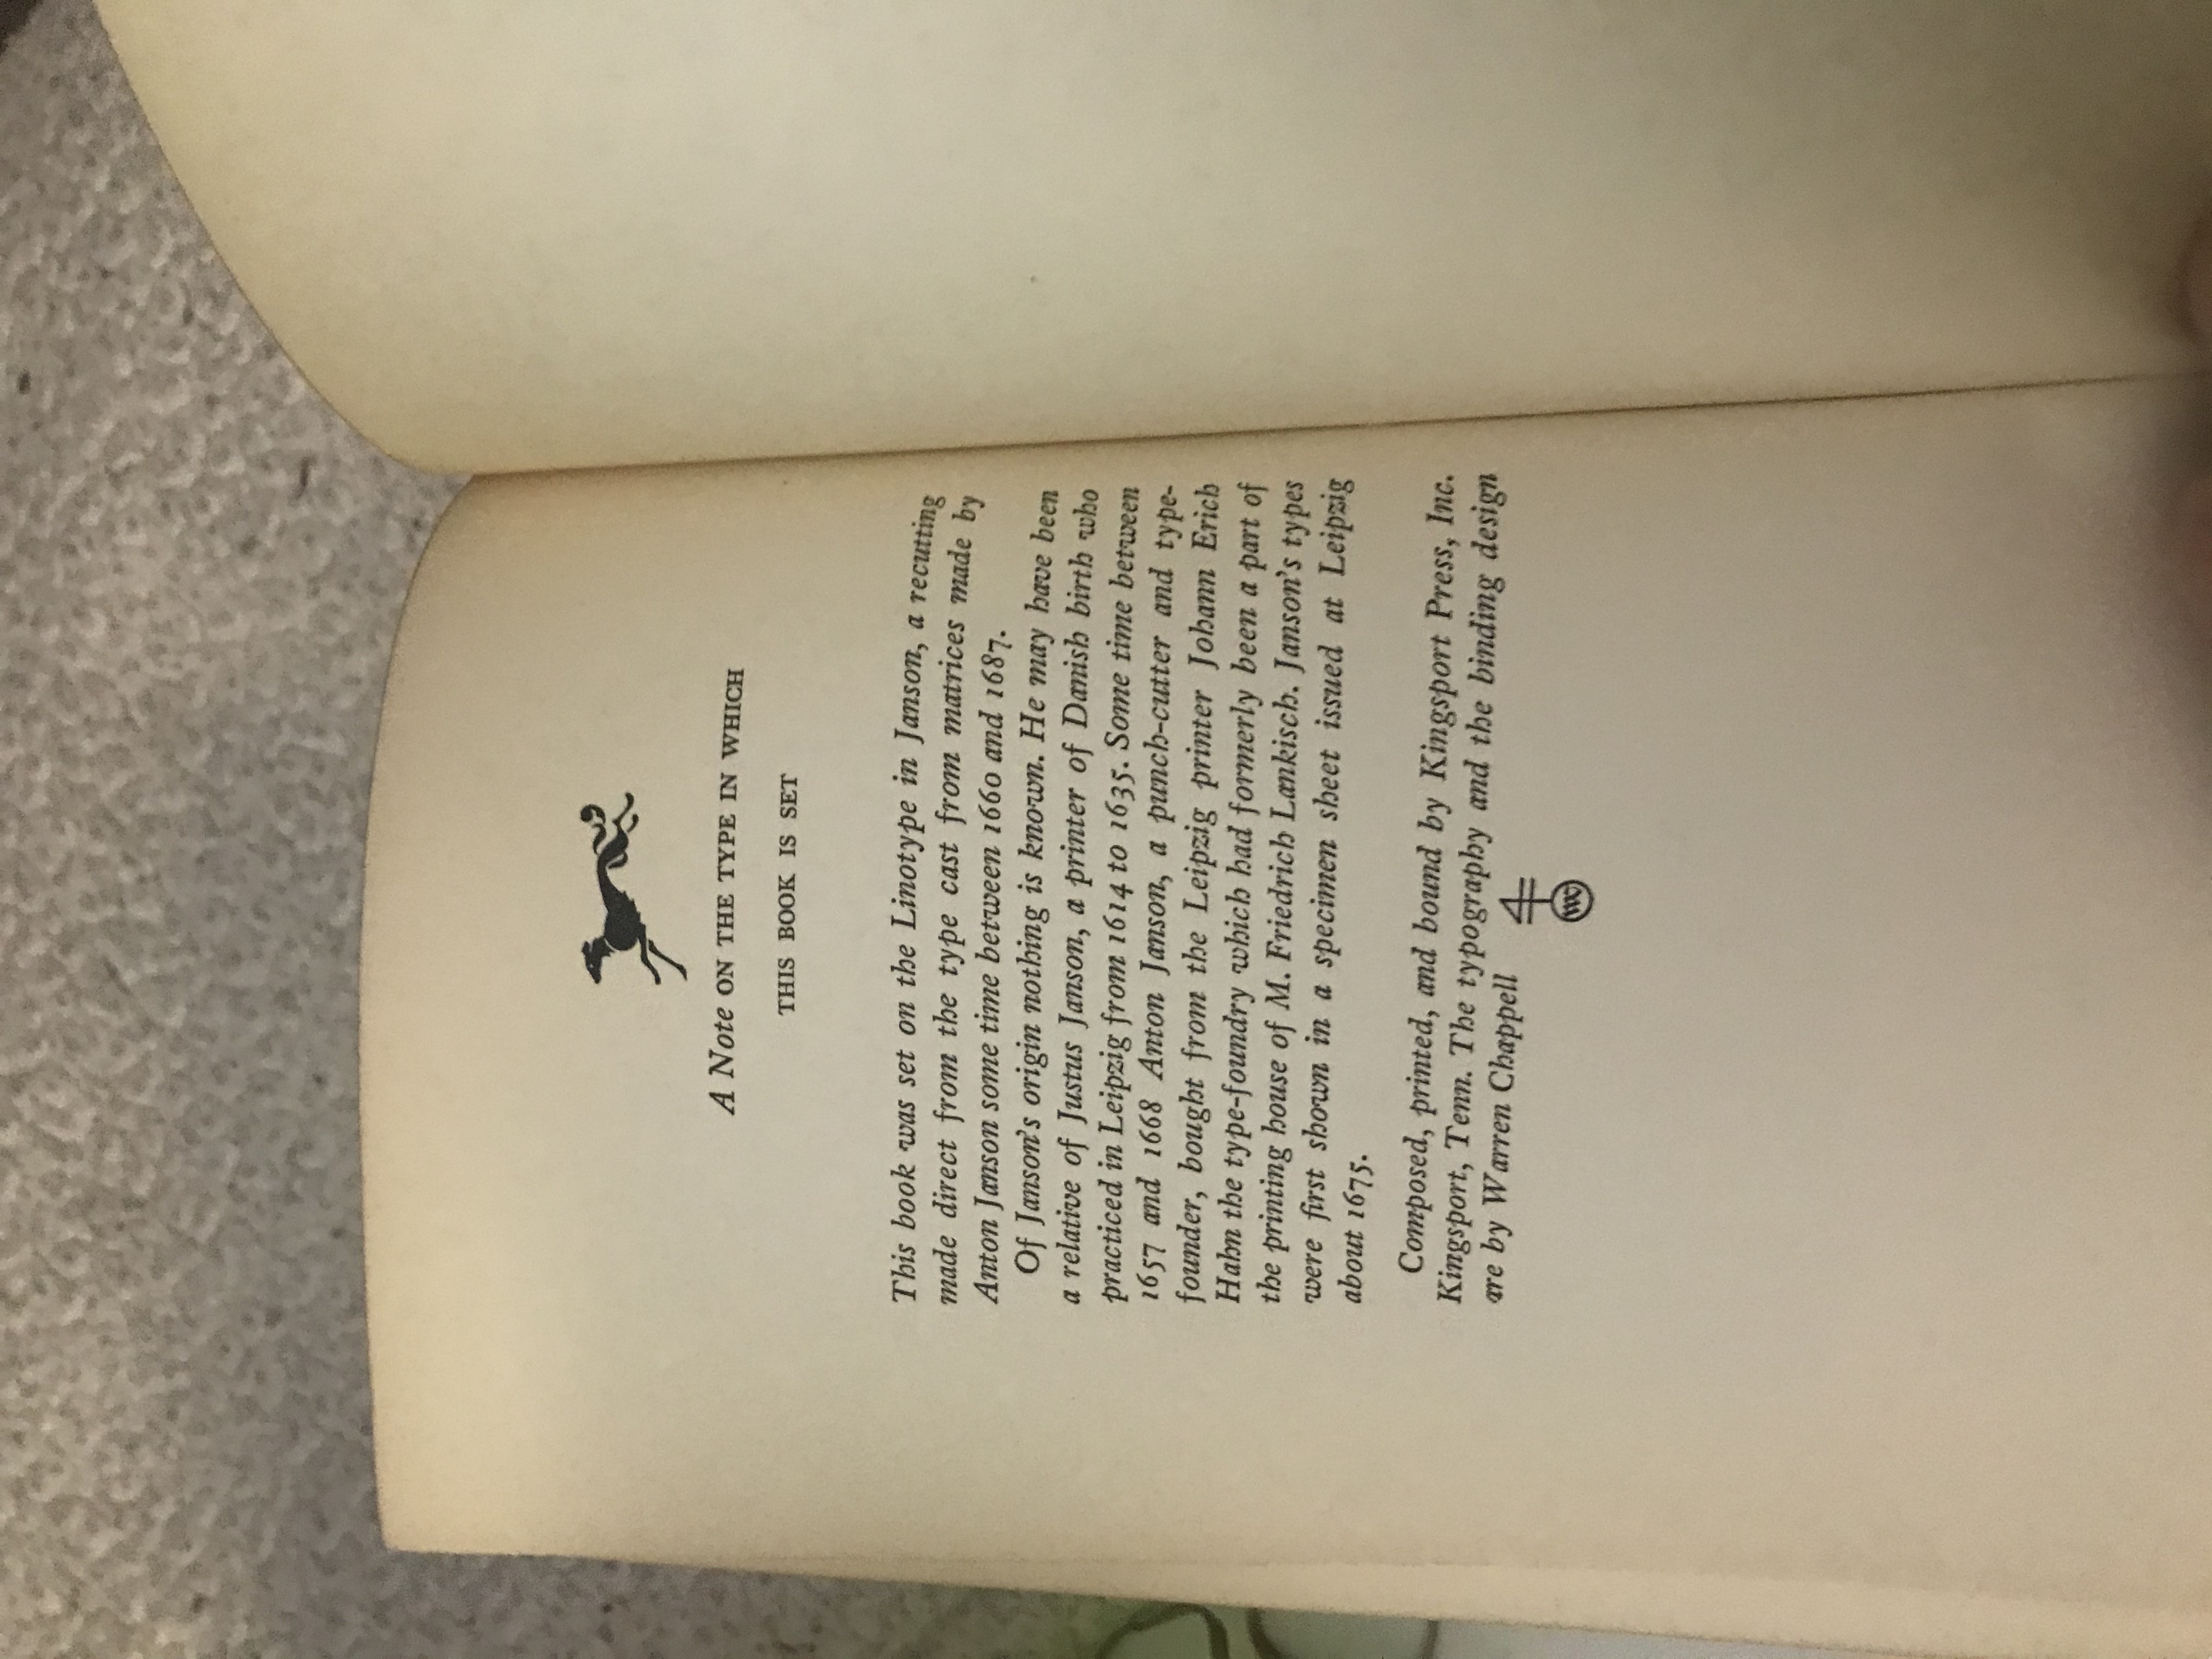 A Note ON THE TYPE IN WHICH
THIS BOOK IS SET
This book was set on the Linotype in Janson, a recutting
made direct from the type cast from matrices made by
Anton Janson some time between 1660 and 1687.
Of Janson's origin nothing is known. He may have been
a relative of Justus Janson, a printer of Danish birth who
practiced in Leipzig from 1614 to 1635. Some time between
1657 and 1668 Anton Janson, a punch-cutter and type-
founder, bought from the Leipzig printer Johann Erich
Hahn the type-foundry which had formerly been a part of
the printing house of M. Friedrich Lankisch. Janson's types
were first shown in a specimen sheet issued at Leipzig
about 1675.
Composed, printed, and bound by Kingsport Press, Inc.
Kingsport, Tenn. The typography and the binding design
are by Warren Chappell
WC